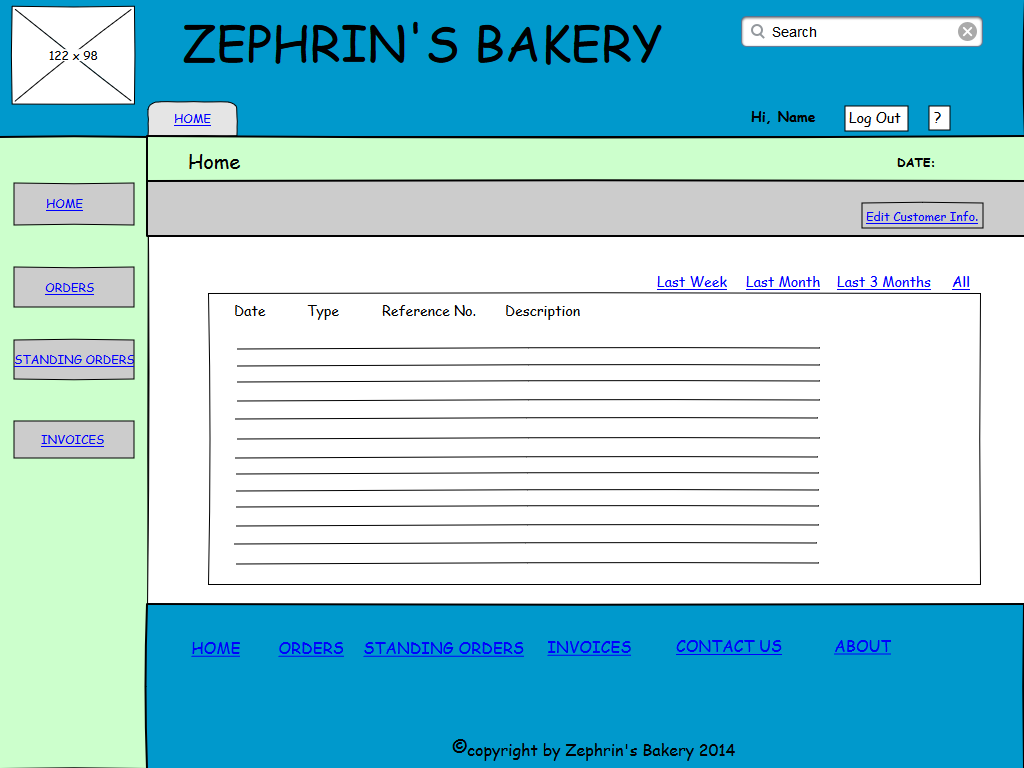 122 x 98
ZEPHRIN'S BAKERY
Search
HOME
Hi, Name
Log Out
?
Home
DATE:
HOME
ORDERS
STANDING ORDERS
INVOICES
Edit Customer Info.
Last Week Last Month Last 3 Months All
Date Type Reference No. Description
HOME ORDERS STANDING ORDERS INVOICES CONTACT US ABOUT
©copyright by Zephrin's Bakery 2014